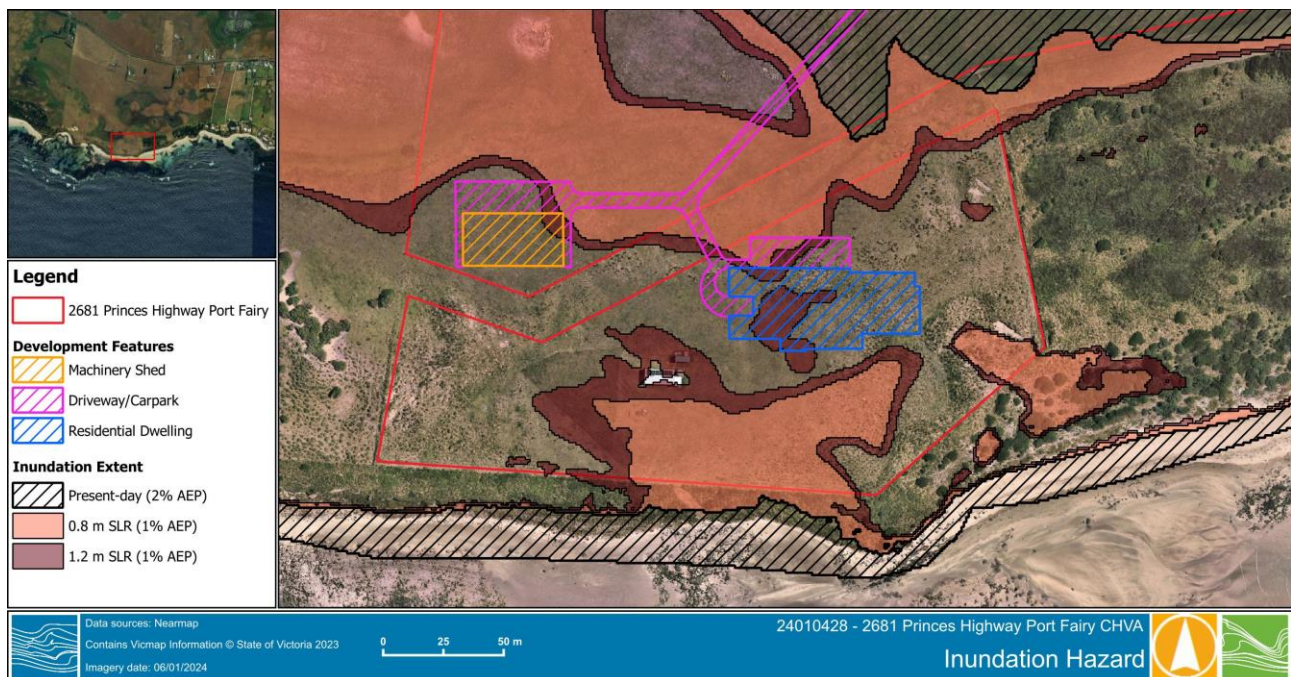 Legend
2681 Princes Highway Port Fairy
Development Features
Machinery Shed
Driveway/Carpark
Residential Dwelling
Inundation Extent
Present-day (2% AEP)
0.8 m SLR (1% AEP)
1.2 m SLR (1% AEP)
Data sources: Nearmap
Contains Vicmap Information © State of Victoria 2023
Imagery date: 06/01/2024
0 25 50 m
24010428 - 2681 Princes Highway Port Fairy CHVA
Inundation Hazard